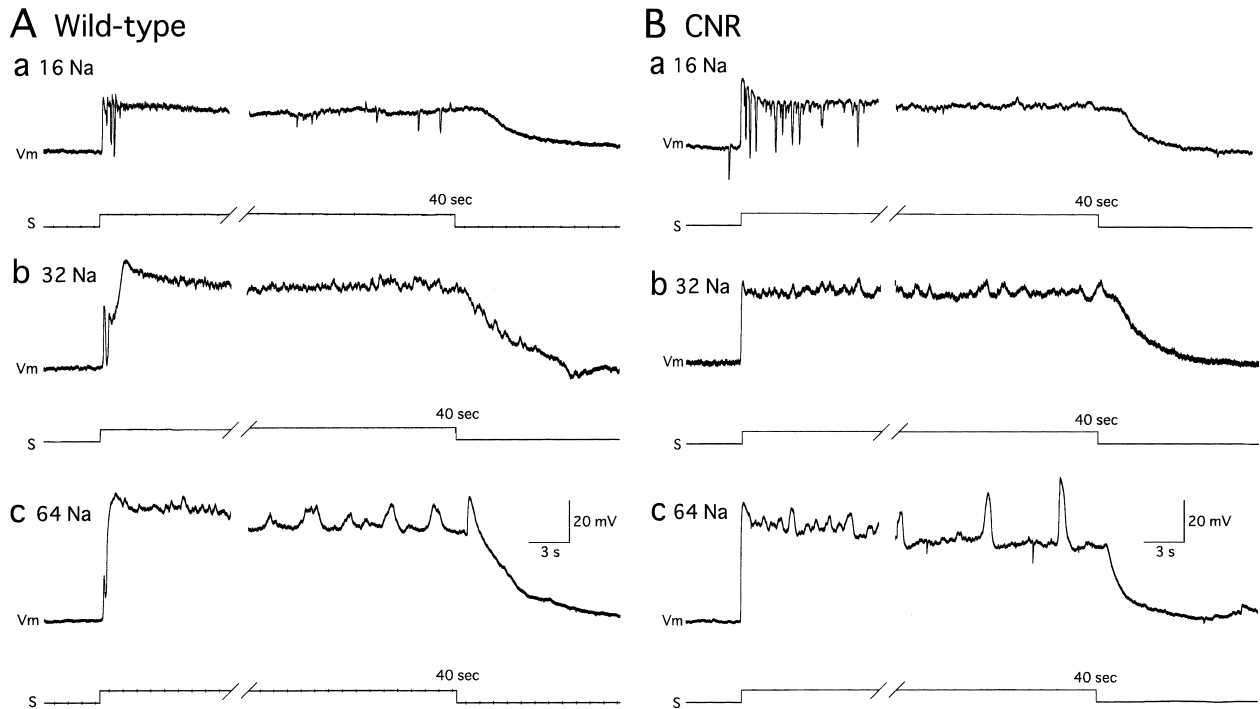 A Wild-type
a 16 Na
Vm
40 sec
S
b 32 Na
Vm
40 sec
S
c 64 Na
20 mV
3 s
Vm
40 sec
S
B CNR
a 16 Na
Vm
40 sec
S
b 32 Na
Vm
40 sec
S
c 64 Na
20 mV
3 s
Vm
40 sec
S